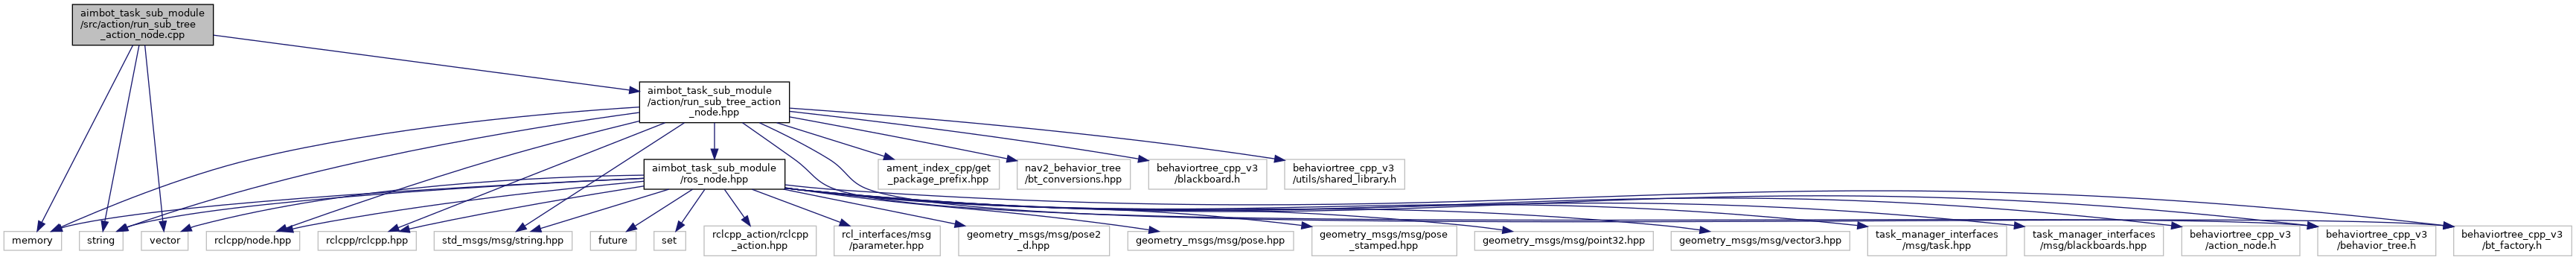 aimbot_task_sub_module
/src/action/run_sub_tree
_action_node.cpp
aimbot_task_sub_module
/action/run_sub_tree_action
_node.hpp
aimbot_task_sub_module
/ros_node.hpp
ament_index_cpp/get
_package_prefix.hpp
nav2_behavior_tree
/bt_conversions.hpp
behaviortree_cpp_v3
/blackboard.h
behaviortree_cpp_v3
/utils/shared_library.h
memory
string
vector
rclcpp/node.hpp
rclcpp/rclcpp.hpp
std_msgs/msg/string.hpp
future
set
rclcpp_action/rclcpp
_action.hpp
rcl_interfaces/msg
/parameter.hpp
geometry_msgs/msg/pose2
_d.hpp
geometry_msgs/msg/pose.hpp
geometry_msgs/msg/pose
_stamped.hpp
geometry_msgs/msg/point32.hpp
geometry_msgs/msg/vector3.hpp
task_manager_interfaces
/msg/task.hpp
task_manager_interfaces
/msg/blackboards.hpp
behaviortree_cpp_v3
/action_node.h
behaviortree_cpp_v3
/behavior_tree.h
behaviortree_cpp_v3
/bt_factory.h